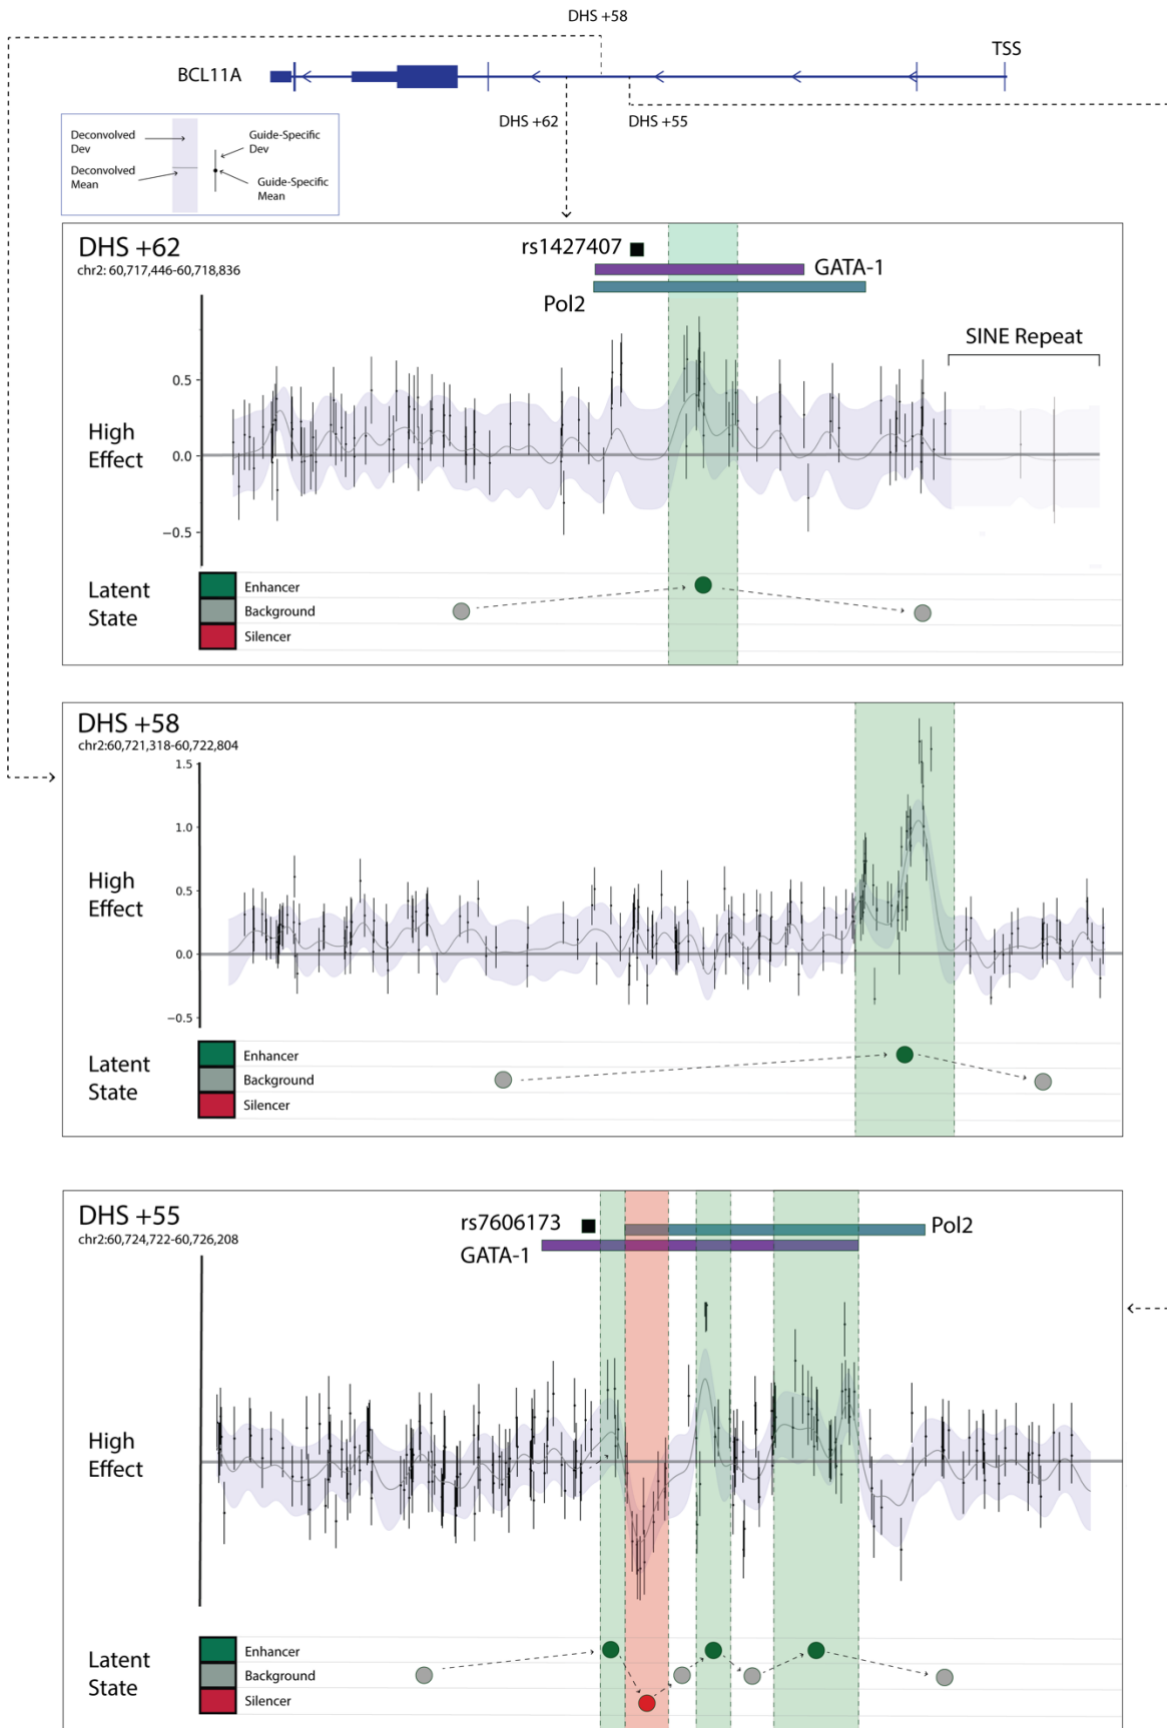 DHS +58
TSS
BCL11A
DHS +62
DHS +55
Deconvolved
Dev
Guide-Specific
Dev
Deconvolved
Mean
Guide-Specific
Mean
DHS +62
chr2: 60,717,446-60,718,836
rs1427407
GATA-1
Pol2
SINE Repeat
0.5
0.0
−0.5
High
Effect
Latent
State
Enhancer
Background
Silencer
DHS +58
chr2:60,721,318-60,722,804
1.5
1.0
0.5
0.0
−0.5
High
Effect
Latent
State
Enhancer
Background
Silencer
DHS +55
chr2:60,724,722-60,726,208
rs7606173
Pol2
GATA-1
High
Effect
Latent
State
Enhancer
Background
Silencer